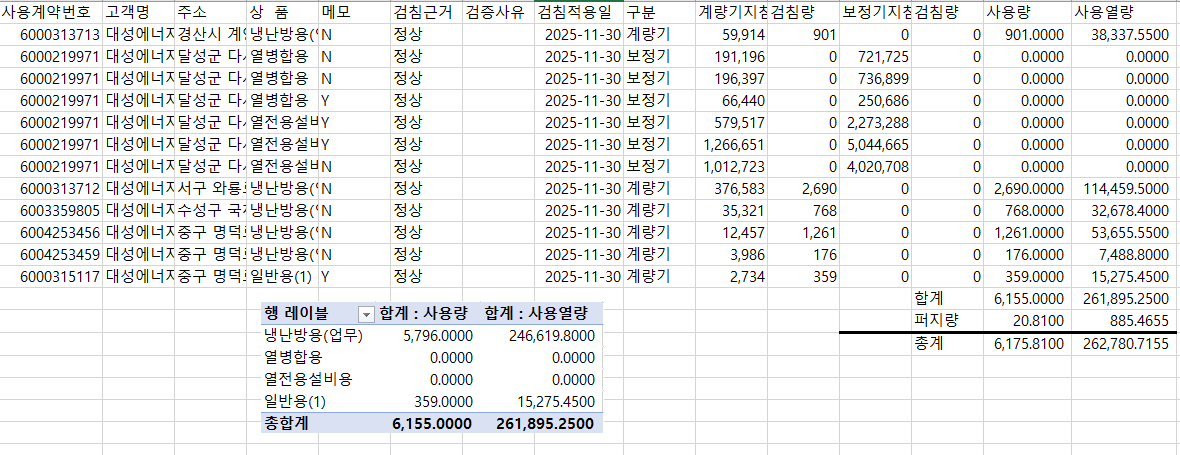 사용계약번호 고객명 주소 상 품 메모 검침근거 검증사유 검침적용일 구분 계량기지침 검침량 보정기지침 검침량 사용량 사용열량
6000313713 대성에너지 경산시 계양 냉난방용( N 정상 2025-11-30 계량기 59,914 901 0 0 901.0000 38,337.5500
6000219971 대성에너지 달성군 다사 열병합용 N 정상 2025-11-30 보정기 191,196 0 721,725 0 0.0000 0.0000
6000219971 대성에너지 달성군 다사 열병합용 N 정상 2025-11-30 보정기 196,397 0 736,899 0 0.0000 0.0000
6000219971 대성에너지 달성군 다사 열병합용 Y 정상 2025-11-30 보정기 66,440 0 250,686 0 0.0000 0.0000
6000219971 대성에너지 달성군 다사 열전용설비 Y 정상 2025-11-30 보정기 579,517 0 2,273,288 0 0.0000 0.0000
6000219971 대성에너지 달성군 다사 열전용설비 Y 정상 2025-11-30 보정기 1,266,651 0 5,044,665 0 0.0000 0.0000
6000219971 대성에너지 달성군 다사 열전용설비 N 정상 2025-11-30 보정기 1,012,723 0 4,020,708 0 0.0000 0.0000
6000313712 대성에너지 서구 와룡로 냉난방용( N 정상 2025-11-30 계량기 376,583 2,690 0 0 2,690.0000 114,459.5000
6003359805 대성에너지 수성구 국채 냉난방용( N 정상 2025-11-30 계량기 35,321 768 0 0 768.0000 32,678.4000
6004253456 대성에너지 중구 명덕로 냉난방용( N 정상 2025-11-30 계량기 12,457 1,261 0 0 1,261.0000 53,655.5500
6004253459 대성에너지 중구 명덕로 냉난방용( N 정상 2025-11-30 계량기 3,986 176 0 0 176.0000 7,488.8000
6000315117 대성에너지 중구 명덕로 일반용(1) Y 정상 2025-11-30 계량기 2,734 359 0 0 359.0000 15,275.4500
합계 6,155.0000 261,895.2500
퍼지량 20.8100 885.4655
총계 6,175.8100 262,780.7155
행 레이블 합계 : 사용량 합계 : 사용열량
냉난방용(업무) 5,796.0000 246,619.8000
열병합용 0.0000 0.0000
열전용설비용 0.0000 0.0000
일반용(1) 359.0000 15,275.4500
총합계 6,155.0000 261,895.2500